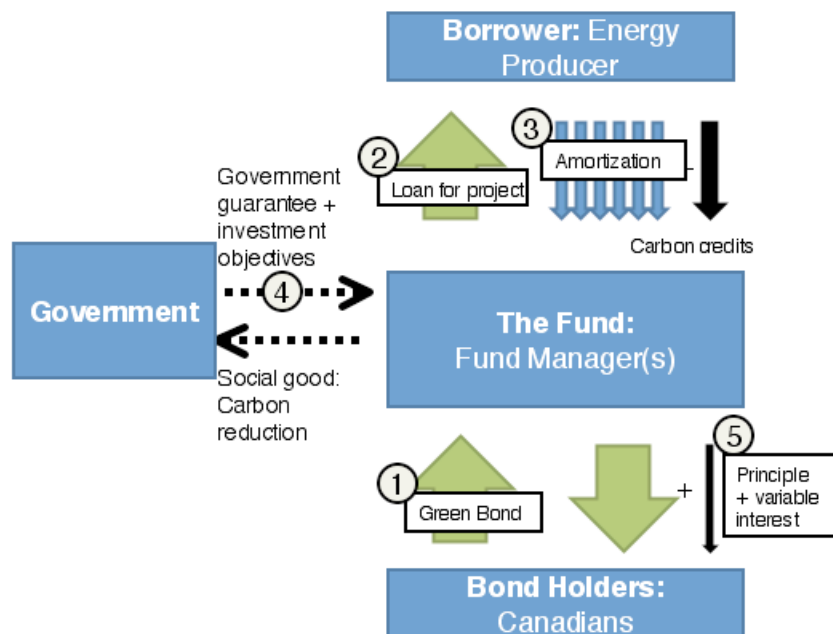 Borrower: Energy
Producer
3
2
Amortization
Loan for project
-
Government
guarantee +
investment
objectives
Carbon credits
4
Government
The Fund:
Fund Manager(s)
Social good:
Carbon
reduction
5
1
Principle
+ variable
interest
+
Green Bond
Bond Holders:
Canadians